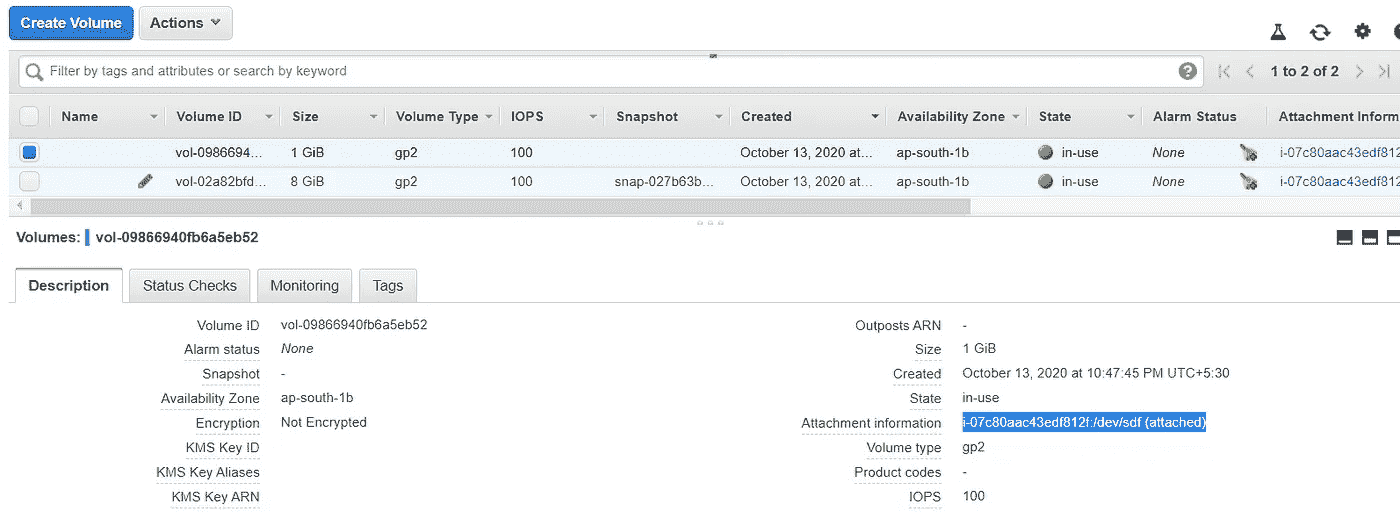 Create Volume Actions
Filter by tags and attributes or search by keyword 1 to 2 of 2
Name Volume ID Size Volume Type IOPS Snapshot Created Availability Zone State Alarm Status Attachment Inform
vol-0986694... 1 GiB gp2 100 October 13, 2020 at... ap-south-1b in-use None i-07c80aac43edf812
vol-02a82bfd... 8 GiB gp2 100 snap-027b63b... October 13, 2020 at... ap-south-1b in-use None i-07c80aac43edf812
Volumes: vol-09866940fb6a5eb52
Description Status Checks Monitoring Tags
Volume ID vol-09866940fb6a5eb52 Outposts ARN -
Alarm status None Size 1 GiB
Snapshot - Created October 13, 2020 at 10:47:45 PM UTC+5:30
Availability Zone ap-south-1b State in-use
Encryption Not Encrypted Attachment information i-07c80aac43edf812f:/dev/sdf (attached)
KMS Key ID Volume type gp2
KMS Key Aliases Product codes -
KMS Key ARN IOPS 100